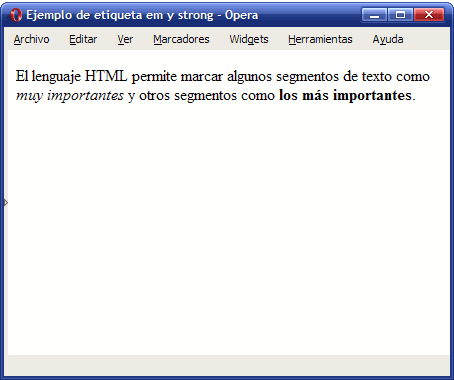 Ejemplo de etiqueta em y strong - Opera
Archivo Editar Ver Marcadores Widgets Herramientas Ayuda
El lenguaje HTML permite marcar algunos segmentos de texto como
muy importantes y otros segmentos como los más importantes.